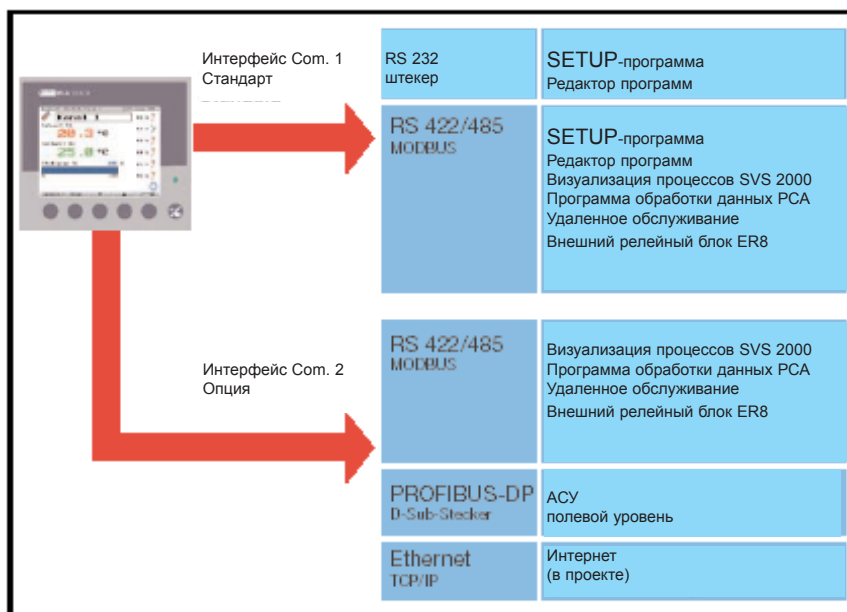 Интерфейс Com. 1
Стандарт
RS 232
штекер
SETUP-программа
Редактор программ
RS 422/485
MODBUS
SETUP-программа
Редактор программ
Визуализация процессов SVS 2000
Программа обработки данных PCA
Удаленное обслуживание
Внешний релейный блок ER8
Интерфейс Com. 2
Опция
RS 422/485
MODBUS
Визуализация процессов SVS 2000
Программа обработки данных PCA
Удаленное обслуживание
Внешний релейный блок ER8
PROFIBUS-DP
D-Sub-Stecker
АСУ
полевой уровень
Ethernet
TCP/IP
Интернет
(в проекте)